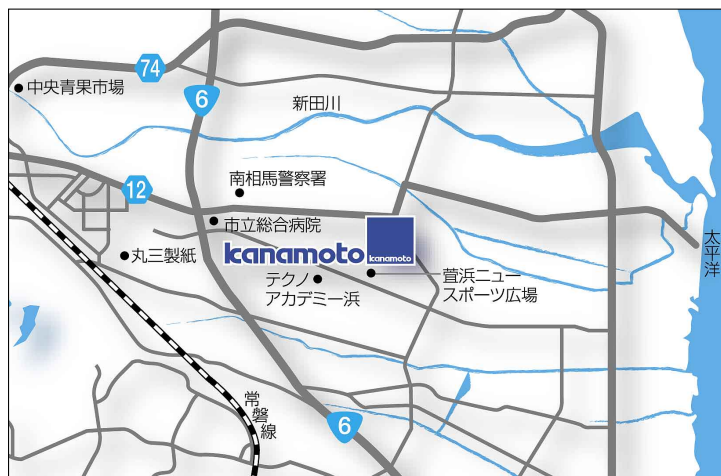 74
中央青果市場
6
新田川
12
南相馬警察署
市立総合病院
kanamoto
kanamoto
太平洋
丸三製紙
テクノ
アカデミー浜
萱浜ニュー
スポーツ広場
常磐線
6